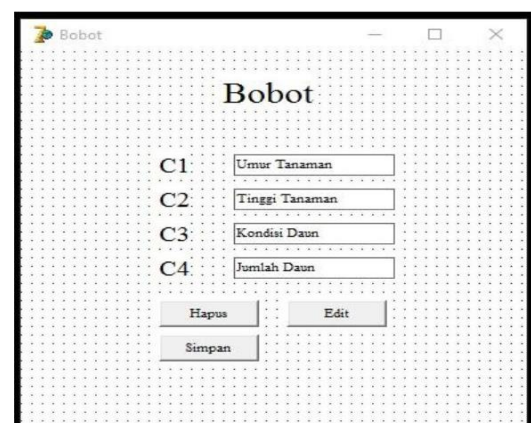 Bobot
Bobot
C1 Umur Tanaman
C2 Tinggi Tanaman
C3 Kondisi Daun
C4 Jumlah Daun
Hapus Edit
Simpan